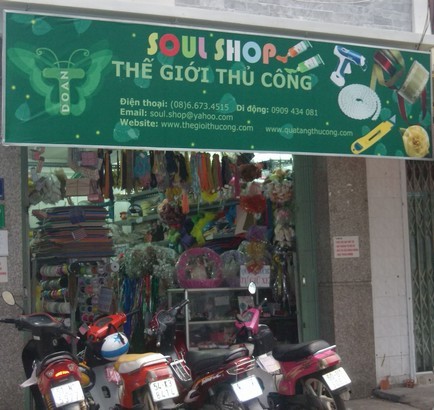 SOUL SHOP
THẾ GIỚI THỦ CÔNG
T DOAN
Điện thoại: (08)6.673.4515 Di động: 0909 434 081
Email: soul.shop@yahoo.com
Website: www.thegioithucong.com www.quatangthucong.com